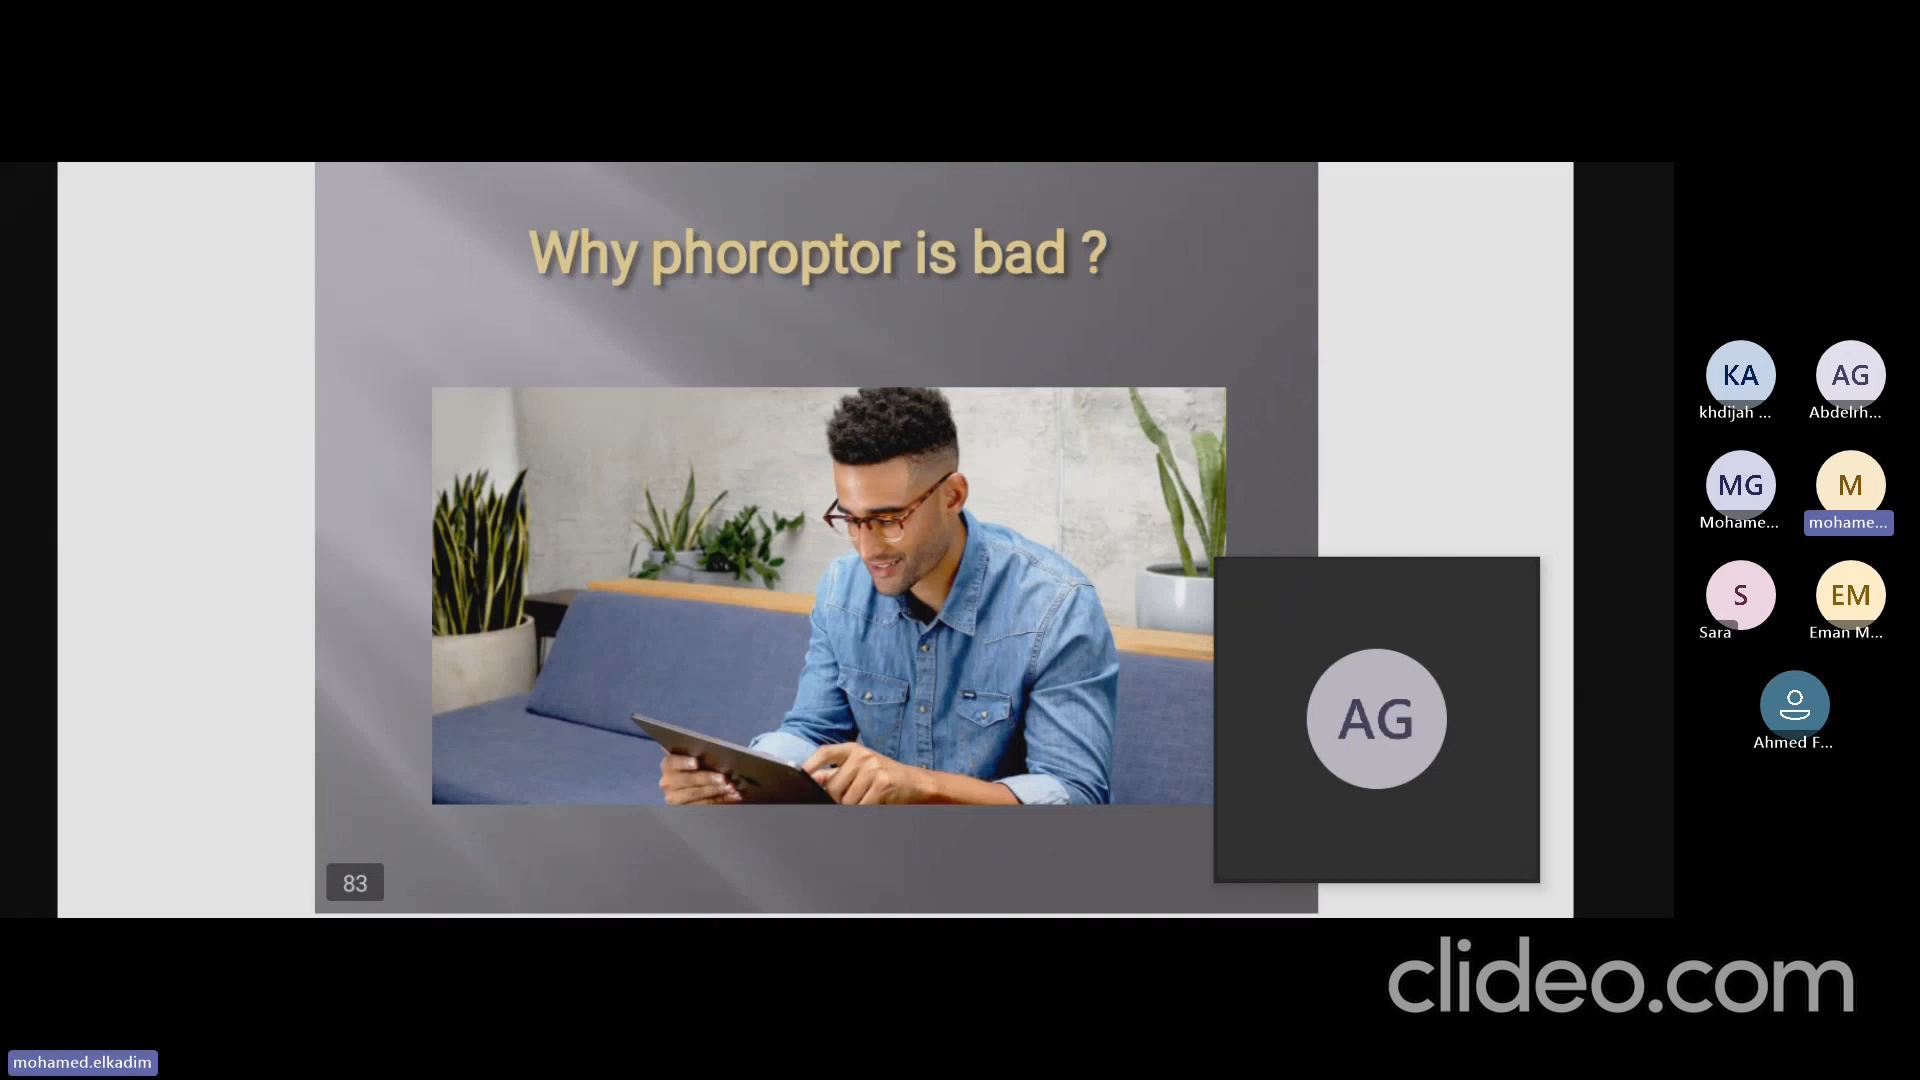 Why phoroptor is bad ?
83
AG
KA
khdijah ...
AG
Abdelrh...
MG
Mohame...
M
mohame...
S
Sara
EM
Eman M...
Ahmed F...
clideo.com
mohamed.elkadim